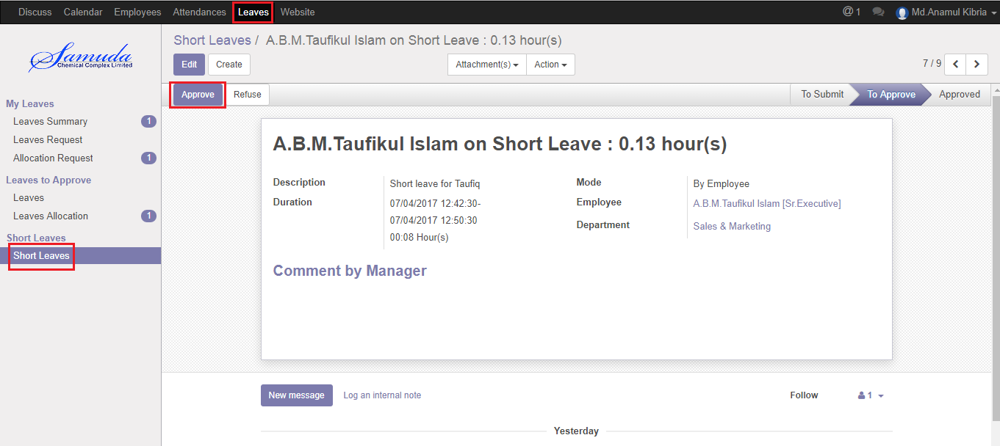 Discuss Calendar Employees Attendances Leaves Website @ 1 Md.Anamul Kibria
Samuda
Chemical Complex Limited
Short Leaves / A.B.M.Taufikul Islam on Short Leave : 0.13 hour(s)
Edit Create Attachment(s) Action 7 / 9
Approve Refuse To Submit To Approve Approved
My Leaves
Leaves Summary 1
Leaves Request
Allocation Request 1
Leaves to Approve
Leaves
Leaves Allocation 1
Short Leaves
Short Leaves
A.B.M.Taufikul Islam on Short Leave : 0.13 hour(s)
Description Short leave for Taufiq
Duration 07/04/2017 12:42:30-
07/04/2017 12:50:30
00:08 Hour(s)
Mode By Employee
Employee A.B.M.Taufikul Islam [Sr.Executive]
Department Sales & Marketing
Comment by Manager
New message Log an internal note Follow 1
Yesterday